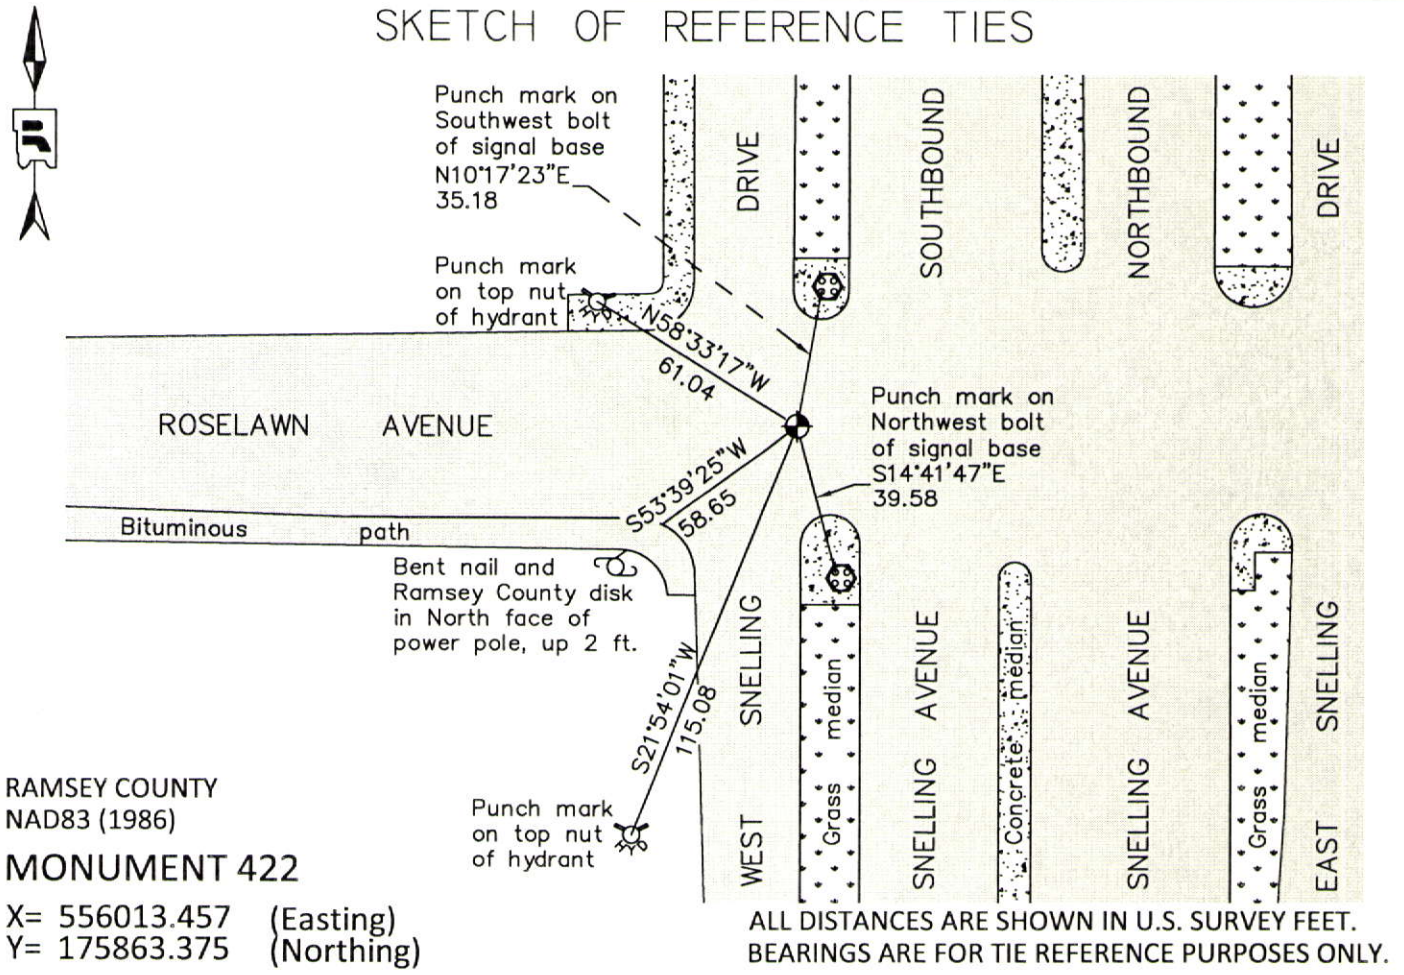 SKETCH OF REFERENCE TIES
Punch mark on
Southwest bolt
of signal base
N10°17'23"E
35.18
Punch mark
on top nut
of hydrant
HYD
N58°33'17"W
61.04
DRIVE
SOUTHBOUND
NORTHBOUND
DRIVE
ROSELAWN AVENUE
Punch mark on
Northwest bolt
of signal base
S14°41'47"E
39.58
S53°39'25"W
58.65
Bituminous path
Bent nail and
Ramsey County disk
in North face of
power pole, up 2 ft.
S21°54'01"W
115.08
Punch mark
on top nut
of hydrant
HYD
WEST SNELLING
Grass median
SNELLING AVENUE
Concrete median
SNELLING AVENUE
Grass median
EAST SNELLING
RAMSEY COUNTY
NAD83 (1986)
MONUMENT 422
X= 556013.457 (Easting)
Y= 175863.375 (Northing)
ALL DISTANCES ARE SHOWN IN U.S. SURVEY FEET.
BEARINGS ARE FOR TIE REFERENCE PURPOSES ONLY.